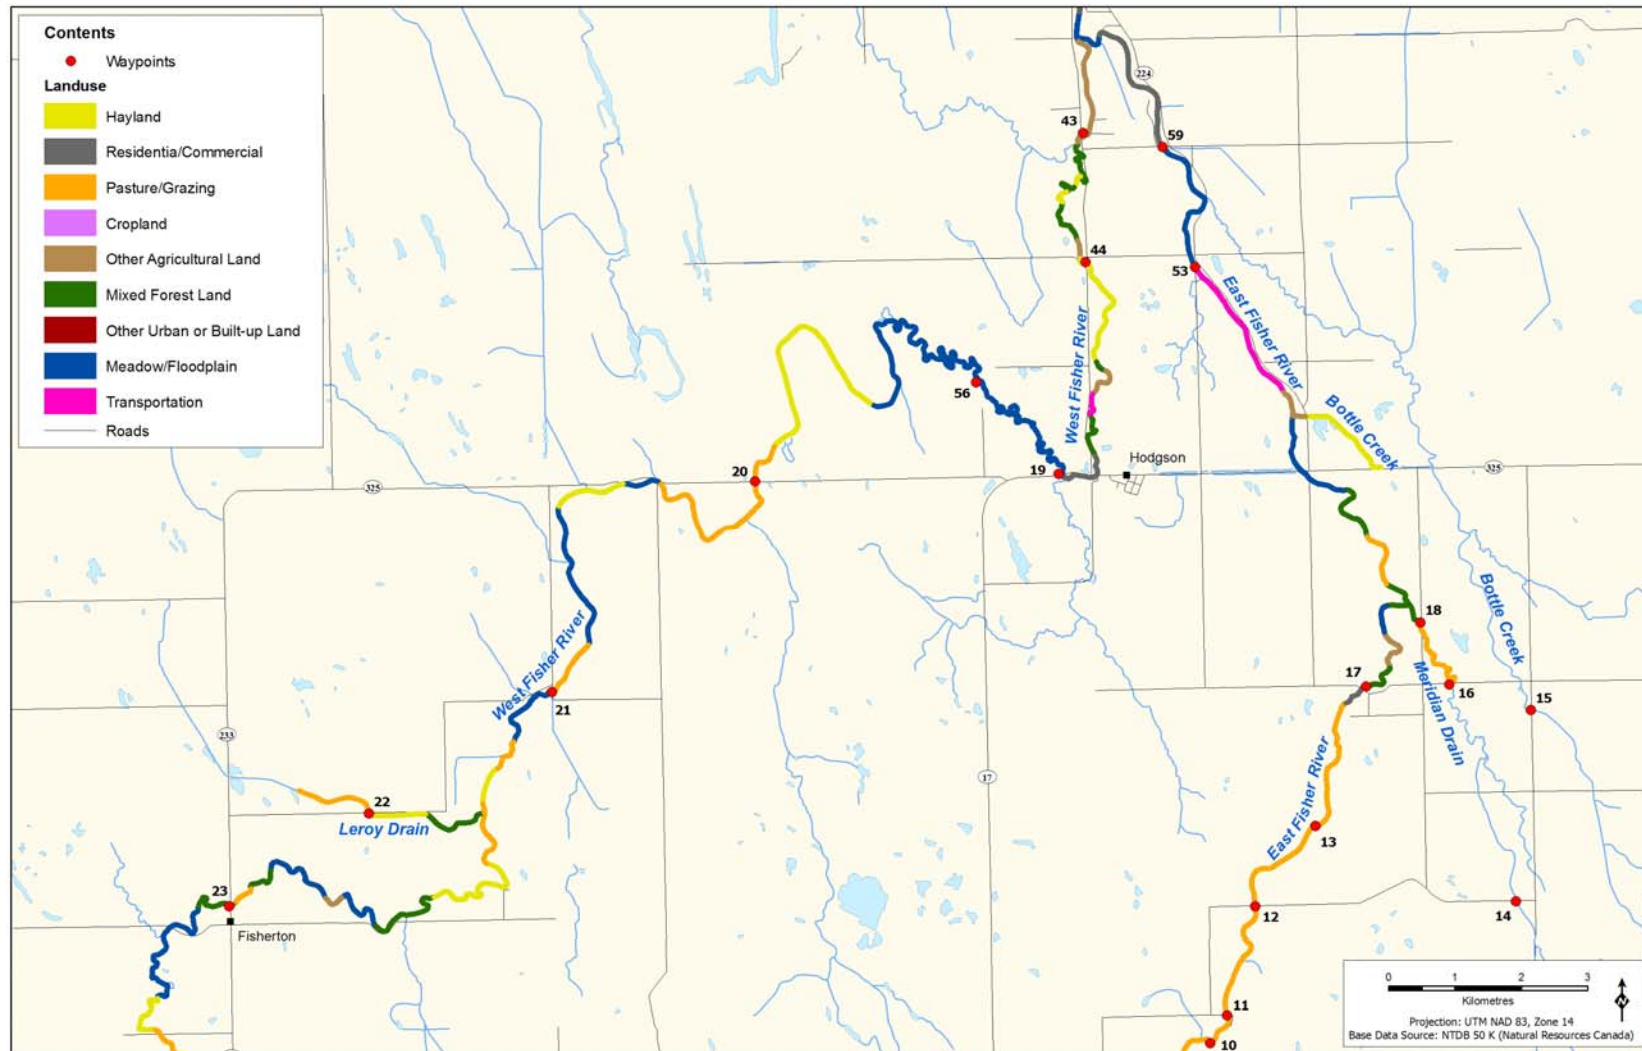 Contents
Waypoints
Landuse
Hayland
Residentia/Commercial
Pasture/Grazing
Cropland
Other Agricultural Land
Mixed Forest Land
Other Urban or Built-up Land
Meadow/Floodplain
Transportation
Roads
224
43
59
44
53
East Fisher River
West Fisher River
56
Bottle Creek
Hodgson
20
19
325
325
Bottle Creek
18
West Fisher River
17
16
15
21
Meridian Drain
233
17
22
Leroy Drain
East Fisher River
13
23
12
14
Fisherton
11
10
0 1 2 3
Kilometres
N
Projection: UTM NAD 83, Zone 14
Base Data Source: NTDB 50 K (Natural Resources Canada)